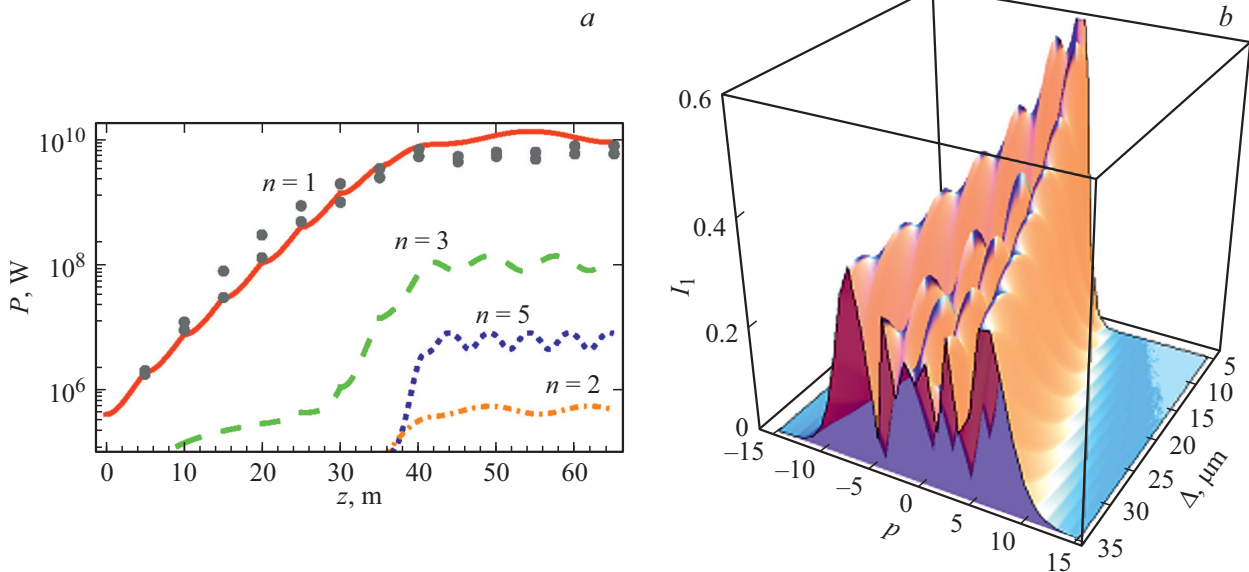 a
10^10
10^8
10^6
P, W
n = 1
n = 3
n = 5
n = 2
0 10 20 30 40 50 60
z, m
b
0.6
0.4
0.2
0
I_1
–15 –10 –5 0 5 10 15
p
5 10 15 20 25 30 35
Δ, μm